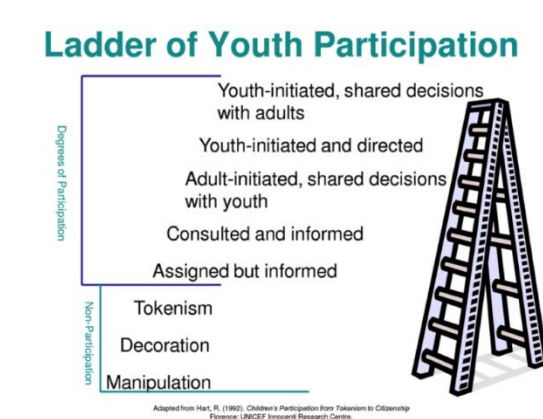 Ladder of Youth Participation
Youth-initiated, shared decisions
with adults
Youth-initiated and directed
Adult-initiated, shared decisions
with youth
Consulted and informed
Assigned but informed
Degrees of Participation
Tokenism
Decoration
Manipulation
Non-Participation
Adapted from Hart, R. (1992). Children's Participation from Tokenism to Citizenship
Florence: UNICEF Innocenti Research Centre.